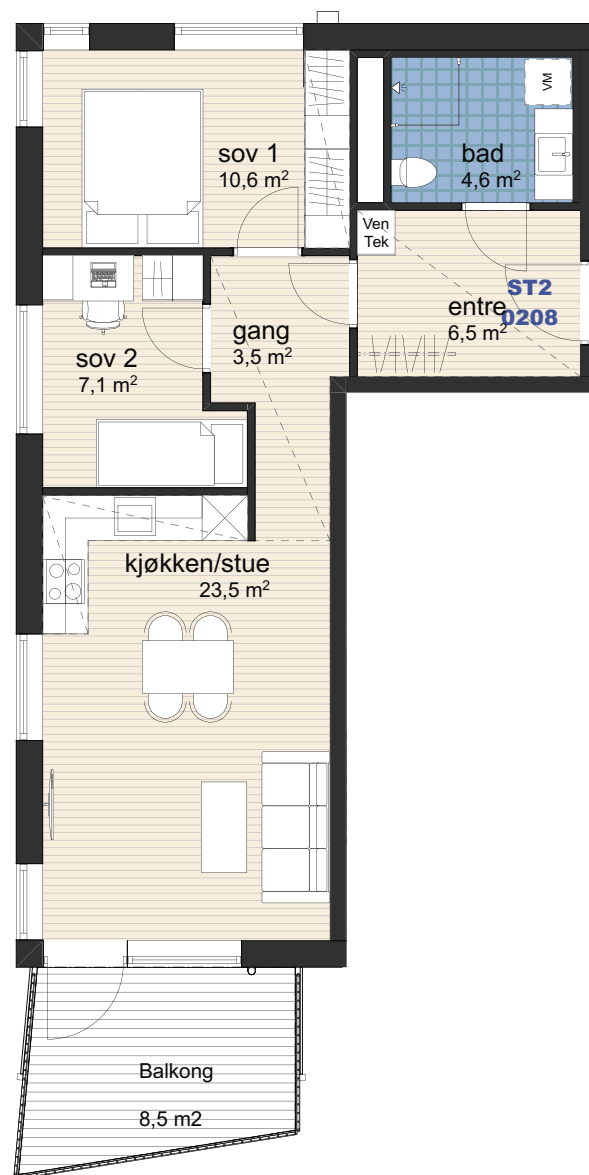 VM
sov 1
10,6 m²
bad
4,6 m²
Ven
Tek
ST2
0208
entre
6,5 m²
gang
3,5 m²
sov 2
7,1 m²
kjøkken/stue
23,5 m²
Balkong
8,5 m2